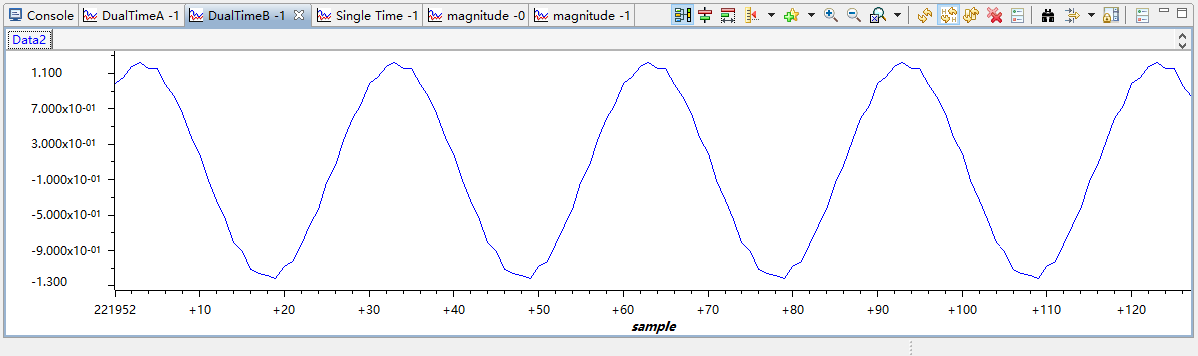 Console DualTimeA -1 DualTimeB -1 Single Time -1 magnitude -0 magnitude -1
Data2
1.100
7.000x10-01
3.000x10-01
-1.000x10-01
-5.000x10-01
-9.000x10-01
-1.300
221952 +10 +20 +30 +40 +50 +60 +70 +80 +90 +100 +110 +120
sample